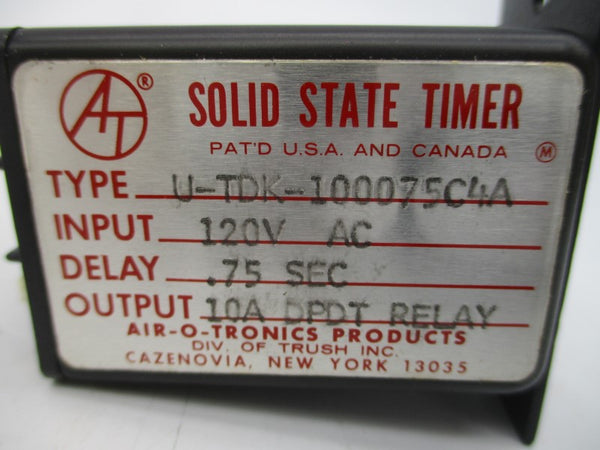 AT ®
SOLID STATE TIMER
PAT'D U.S.A. AND CANADA M
TYPE U-TDK-100075C4A
INPUT 120V AC
DELAY .75 SEC
OUTPUT 10A DPDT RELAY
AIR-O-TRONICS PRODUCTS
DIV. OF TRUSH INC.
CAZENOVIA, NEW YORK 13035